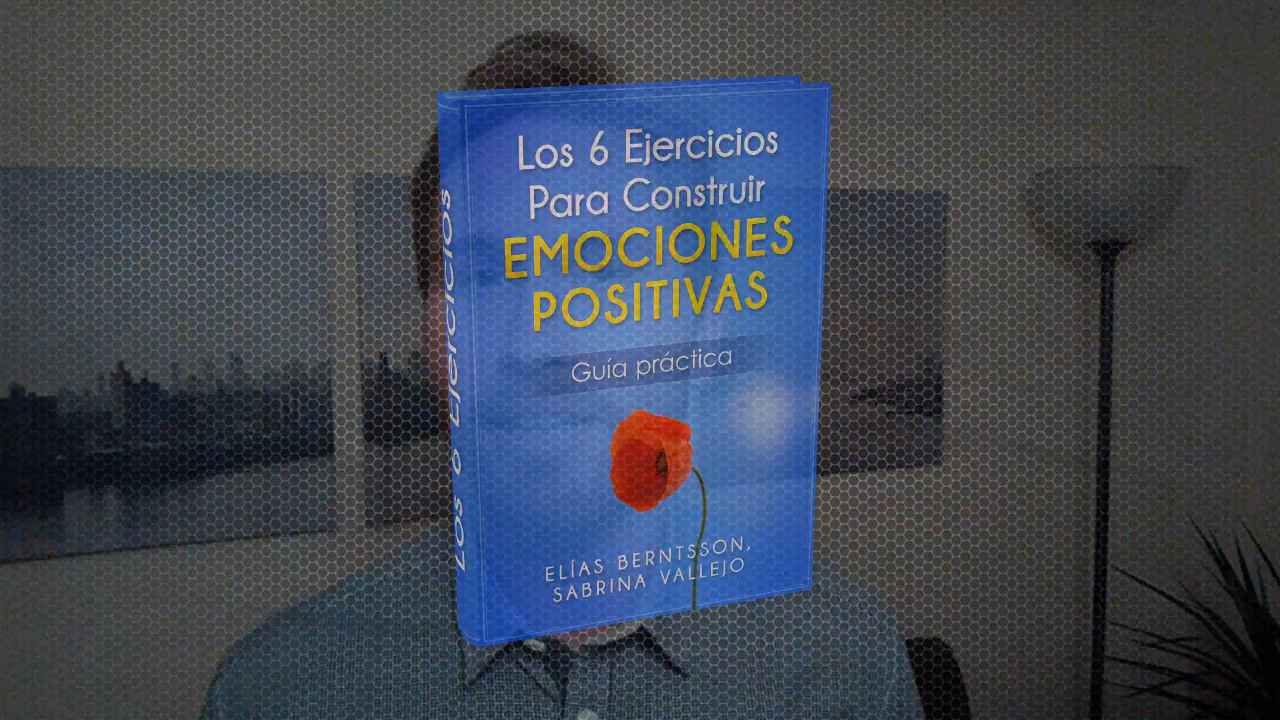 Los 6 Ejercicios
Para Construir
EMOCIONES
POSITIVAS
Guía práctica
ELÍAS BERNTSSON,
SABRINA VALLEJO
Los 6 Ejercicios